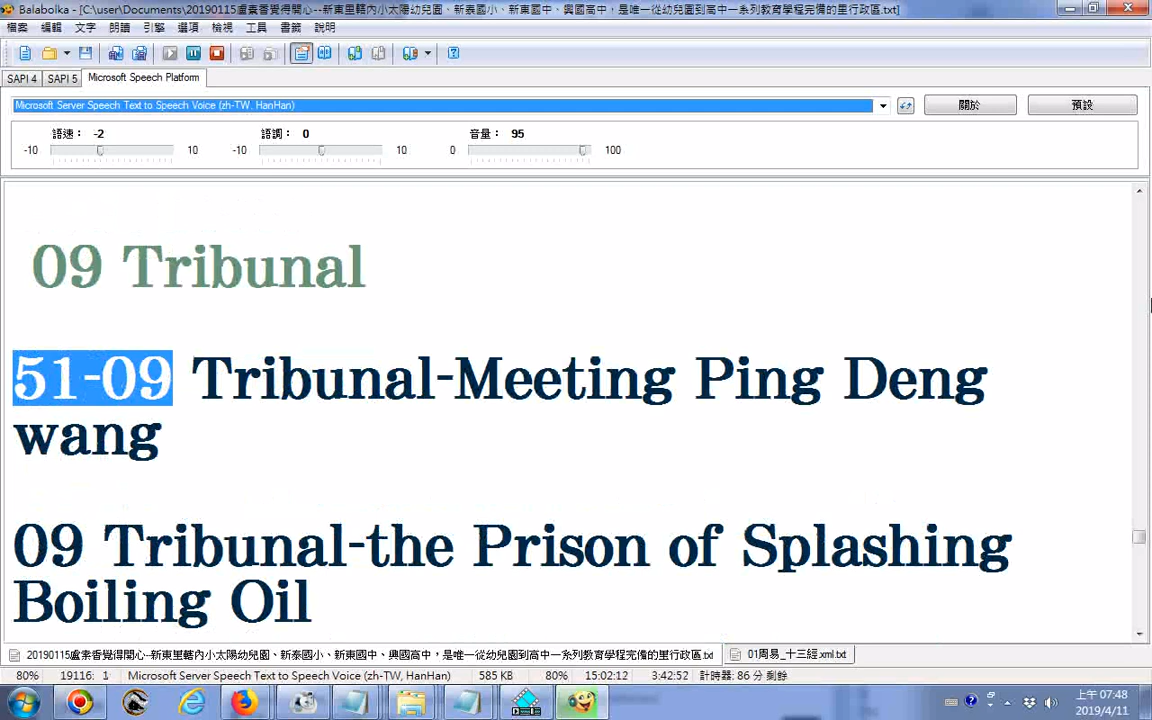 Balabolka - [C:\user\Documents\20190115盧素香覺得開心--新東里轄內小太陽幼兒園、新泰國小、新東國中、興國高中，是唯一從幼兒園到高中一系列教育學程完備的里行政區.txt]
檔案 編輯 文字 朗讀 引擎 選項 檢視 工具 書籤 說明
SAPI 4 SAPI 5 Microsoft Speech Platform
Microsoft Server Speech Text to Speech Voice (zh-TW, HanHan)
關於 預設
語速： -2 語調： 0 音量： 95
-10 10 -10 10 0 100
09 Tribunal
51-09 Tribunal-Meeting Ping Deng
wang
09 Tribunal-the Prison of Splashing
Boiling Oil
20190115盧素香覺得開心--新東里轄內小太陽幼兒園、新泰國小、新東國中、興國高中，是唯一從幼兒園到高中一系列教育學程完備的里行政區.txt 01周易_十三經.xml.txt
80% 19116: 1 Microsoft Server Speech Text to Speech Voice (zh-TW, HanHan) 585 KB 80% 15:02:12 3:42:52 計時器: 86 分 剩餘
上午 07:48
2019/4/11